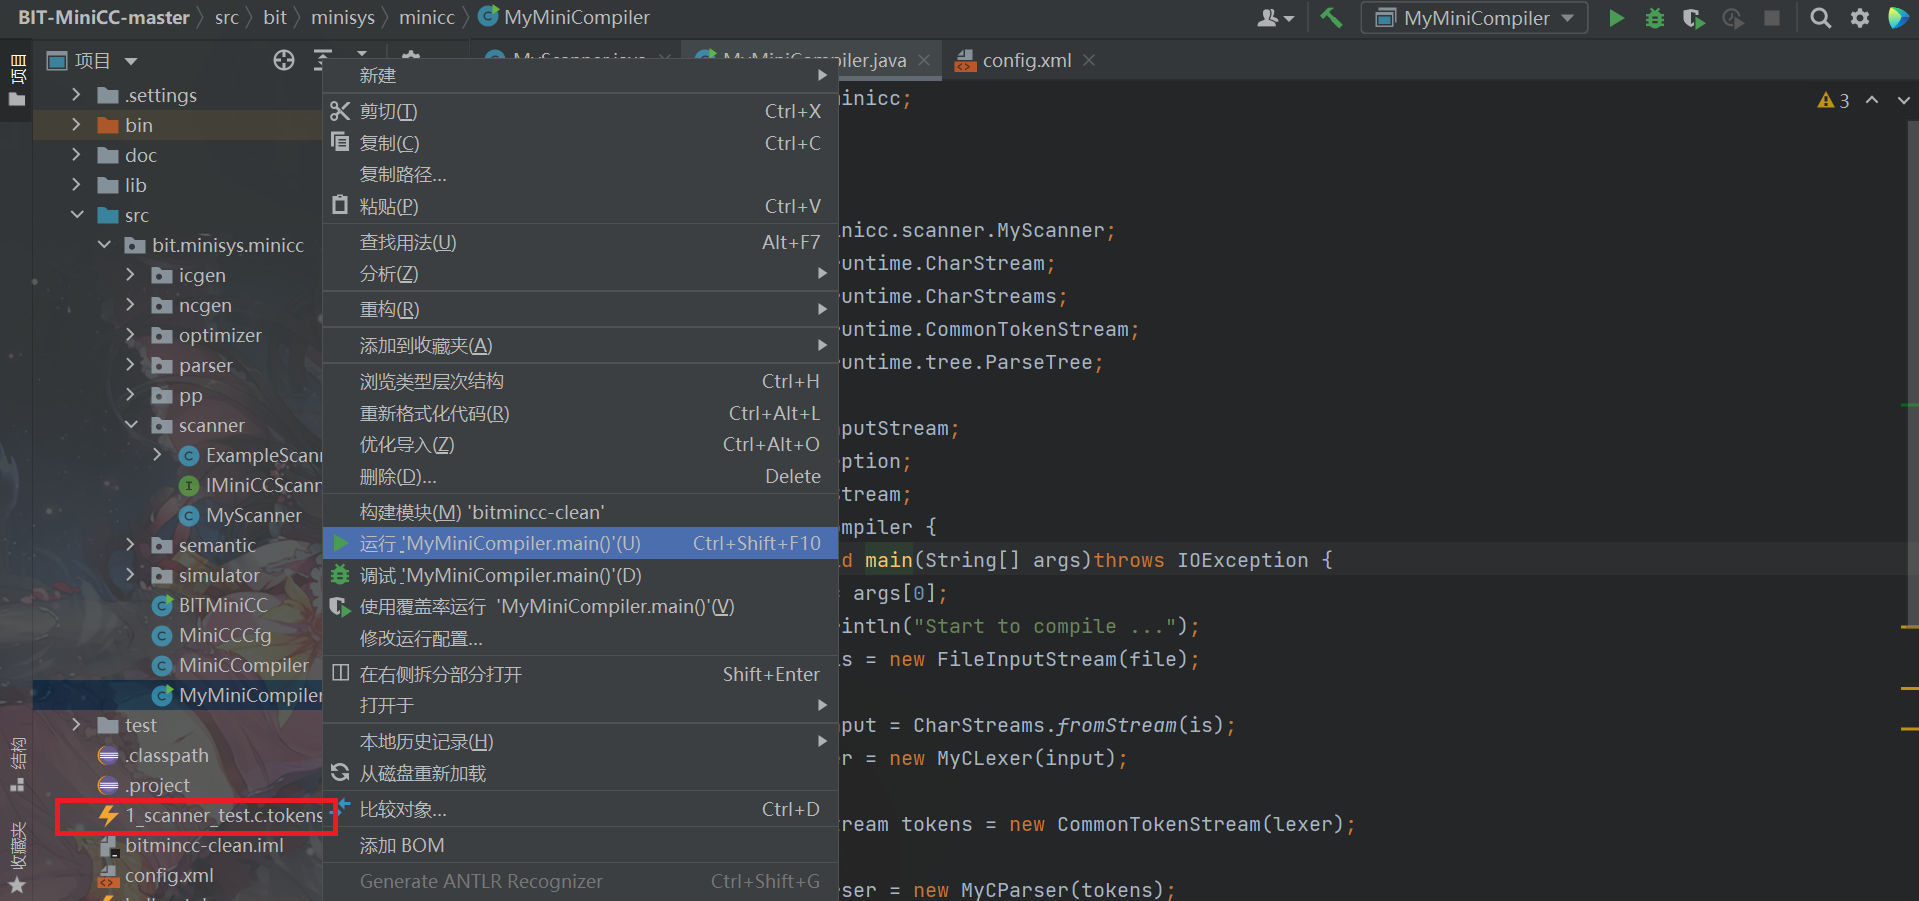 BIT-MiniCC-master 〉 src 〉 bit 〉 minisys 〉 minicc 〉 MyMiniCompiler
MyMiniCompiler
项目
MyScanner.java
MyMiniCompiler.java
config.xml
项目
3
.settings
bin
doc
lib
src
bit.minisys.minicc
icgen
ncgen
optimizer
parser
pp
scanner
ExampleScann
IMiniCCScann
MyScanner
semantic
simulator
BITMiniCC
MiniCCCfg
MiniCCompiler
MyMiniCompiler
test
.classpath
.project
1_scanner_test.c.tokens
bitmincc-clean.iml
config.xml
结构
收藏夹
新建
剪切(T) Ctrl+X
复制(C) Ctrl+C
复制路径...
粘贴(P) Ctrl+V
查找用法(U) Alt+F7
分析(Z)
重构(R)
添加到收藏夹(A)
浏览类型层次结构 Ctrl+H
重新格式化代码(R) Ctrl+Alt+L
优化导入(Z) Ctrl+Alt+O
删除(D)... Delete
构建模块(M) 'bitmincc-clean'
运行 'MyMiniCompiler.main()'(U) Ctrl+Shift+F10
调试 'MyMiniCompiler.main()'(D)
使用覆盖率运行 'MyMiniCompiler.main()'(V)
修改运行配置...
在右侧拆分部分打开 Shift+Enter
打开于
本地历史记录(H)
从磁盘重新加载
比较对象... Ctrl+D
添加 BOM
Generate ANTLR Recognizer Ctrl+Shift+G
inicc;
inicc.scanner.MyScanner;
untime.CharStream;
untime.CharStreams;
untime.CommonTokenStream;
untime.tree.ParseTree;
putStream;
ption;
tream;
mpiler {
d main(String[] args)throws IOException {
= args[0];
intln("Start to compile ...");
s = new FileInputStream(file);
put = CharStreams.fromStream(is);
r = new MyCLexer(input);
ream tokens = new CommonTokenStream(lexer);
ser = new MyCParser(tokens);